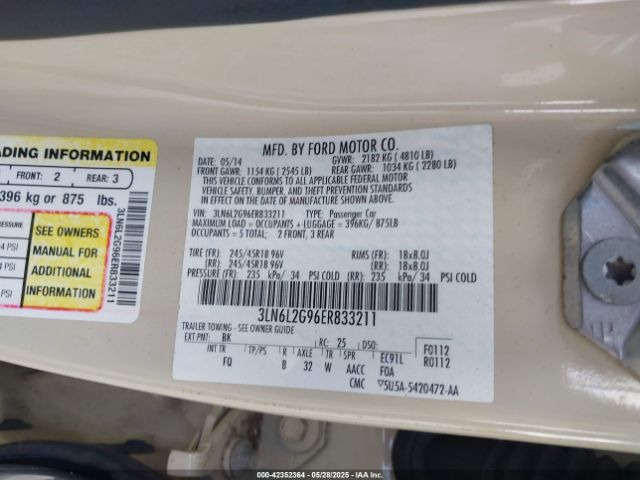 ADING INFORMATION
FRONT: 2 REAR: 3
396 kg or 875 lbs.
PRESSURE
SEE OWNERS
MANUAL FOR
ADDITIONAL
INFORMATION
4 PSI
4 PSI
PSI
3LN6L2G96ER833211
MFD. BY FORD MOTOR CO.
DATE: 05/14 GVWR: 2182 KG ( 4810 LB)
FRONT GAWR: 1154 KG ( 2545 LB) REAR GAWR: 1034 KG ( 2280 LB)
THIS VEHICLE CONFORMS TO ALL APPLICABLE FEDERAL MOTOR
VEHICLE SAFETY, BUMPER, AND THEFT PREVENTION STANDARDS
IN EFFECT ON THE DATE OF MANUFACTURE SHOWN ABOVE.
VIN: 3LN6L2G96ER833211 TYPE: Passenger Car
MAXIMUM LOAD = OCCUPANTS + LUGGAGE = 396KG/ 875LB
OCCUPANTS = 5 TOTAL; 2 FRONT, 3 REAR
TIRE (FR): 245/45R18 96V RIMS (FR): 18x8.0J
(RR): 245/45R18 96V (RR): 18x8.0J
PRESSURE (FR): 235 kPa/ 34 PSI COLD (RR): 235 kPa/ 34 PSI COLD
3LN6L2G96ER833211
TRAILER TOWING - SEE OWNER GUIDE
EXT PNT: BK RC: 25 DSO: F0112
R0112
INT TR TP/PS R AXLE TR SPR EC91L
FQ B 32 W AACC FOA
CMC 5U5A-5420472-AA
000-42352364 - 05/28/2025 - IAA Inc.